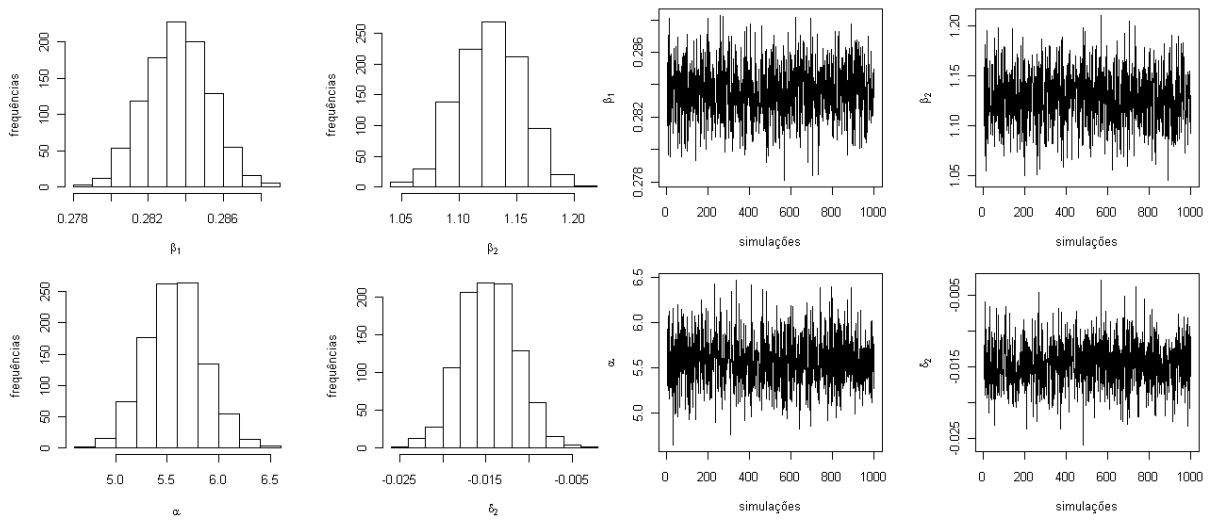 frequências
0 50 100 150 200
0.278 0.282 0.286
β1
frequências
0 50 100 150 200 250
1.05 1.10 1.15 1.20
β2
β1
0.278 0.282 0.286
0 200 400 600 800 1000
simulações
β2
1.05 1.10 1.15 1.20
0 200 400 600 800 1000
simulações
frequências
0 50 100 150 200 250
5.0 5.5 6.0 6.5
α
frequências
0 50 100 150 200
-0.025 -0.015 -0.005
δ2
α
5.0 5.5 6.0 6.5
0 200 400 600 800 1000
simulações
δ2
-0.025 -0.015 -0.005
0 200 400 600 800 1000
simulações